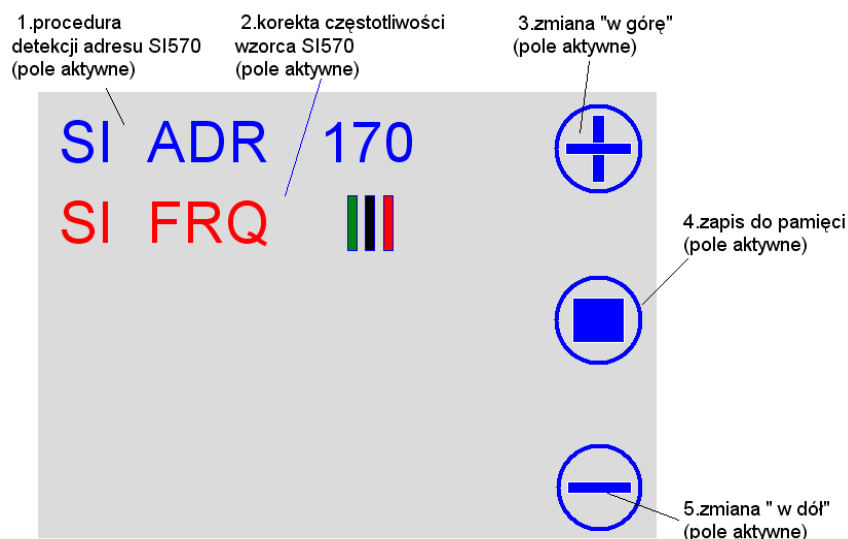 1.procedura
detekcji adresu SI570
(pole aktywne)
2.korekta częstotliwości
wzorca SI570
(pole aktywne)
3.zmiana "w górę"
(pole aktywne)
SI ADR 170
SI FRQ
4.zapis do pamięci
(pole aktywne)
5.zmiana " w dół"
(pole aktywne)